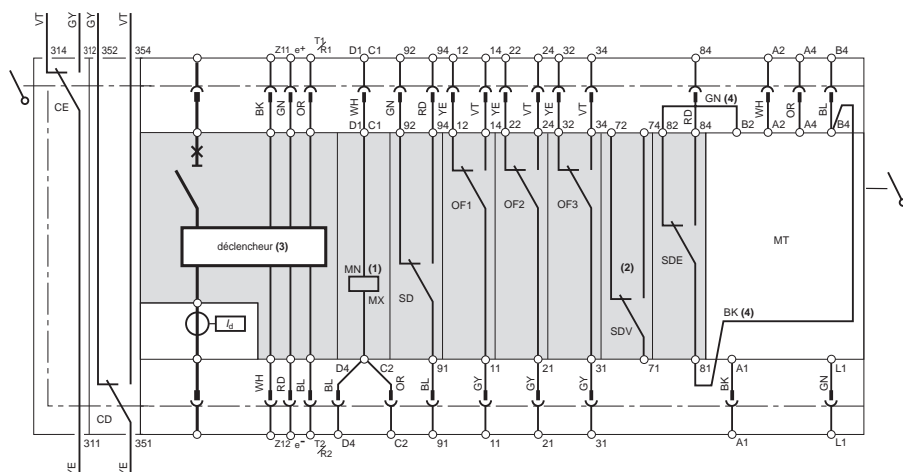 VT GY GY VT
314 312 352 354 Z11 e+ T1 R1 D1 C1 92 94 12 14 22 24 32 34 84 A2 A4 B4
CE
BK GN OR WH GN RD YE VT YE VT YE VT RD GN (4) WH OR BL
D1 C1 92 94 12 14 22 24 32 34 72 74 82 84 B2 A2 A4 B4
OF1 OF2 OF3
déclencheur (3)
MT
SDE
MN (1)
(2)
MX
SD
BK (4)
Id
SDV
D4 C2 91 11 21 31 71 81 A1 L1
WH RD BL BL OR BL GY GY GY BK GN
CD
311 351 Z12 e- T2 R2 D4 C2 91 11 21 31 A1 L1
YE YE